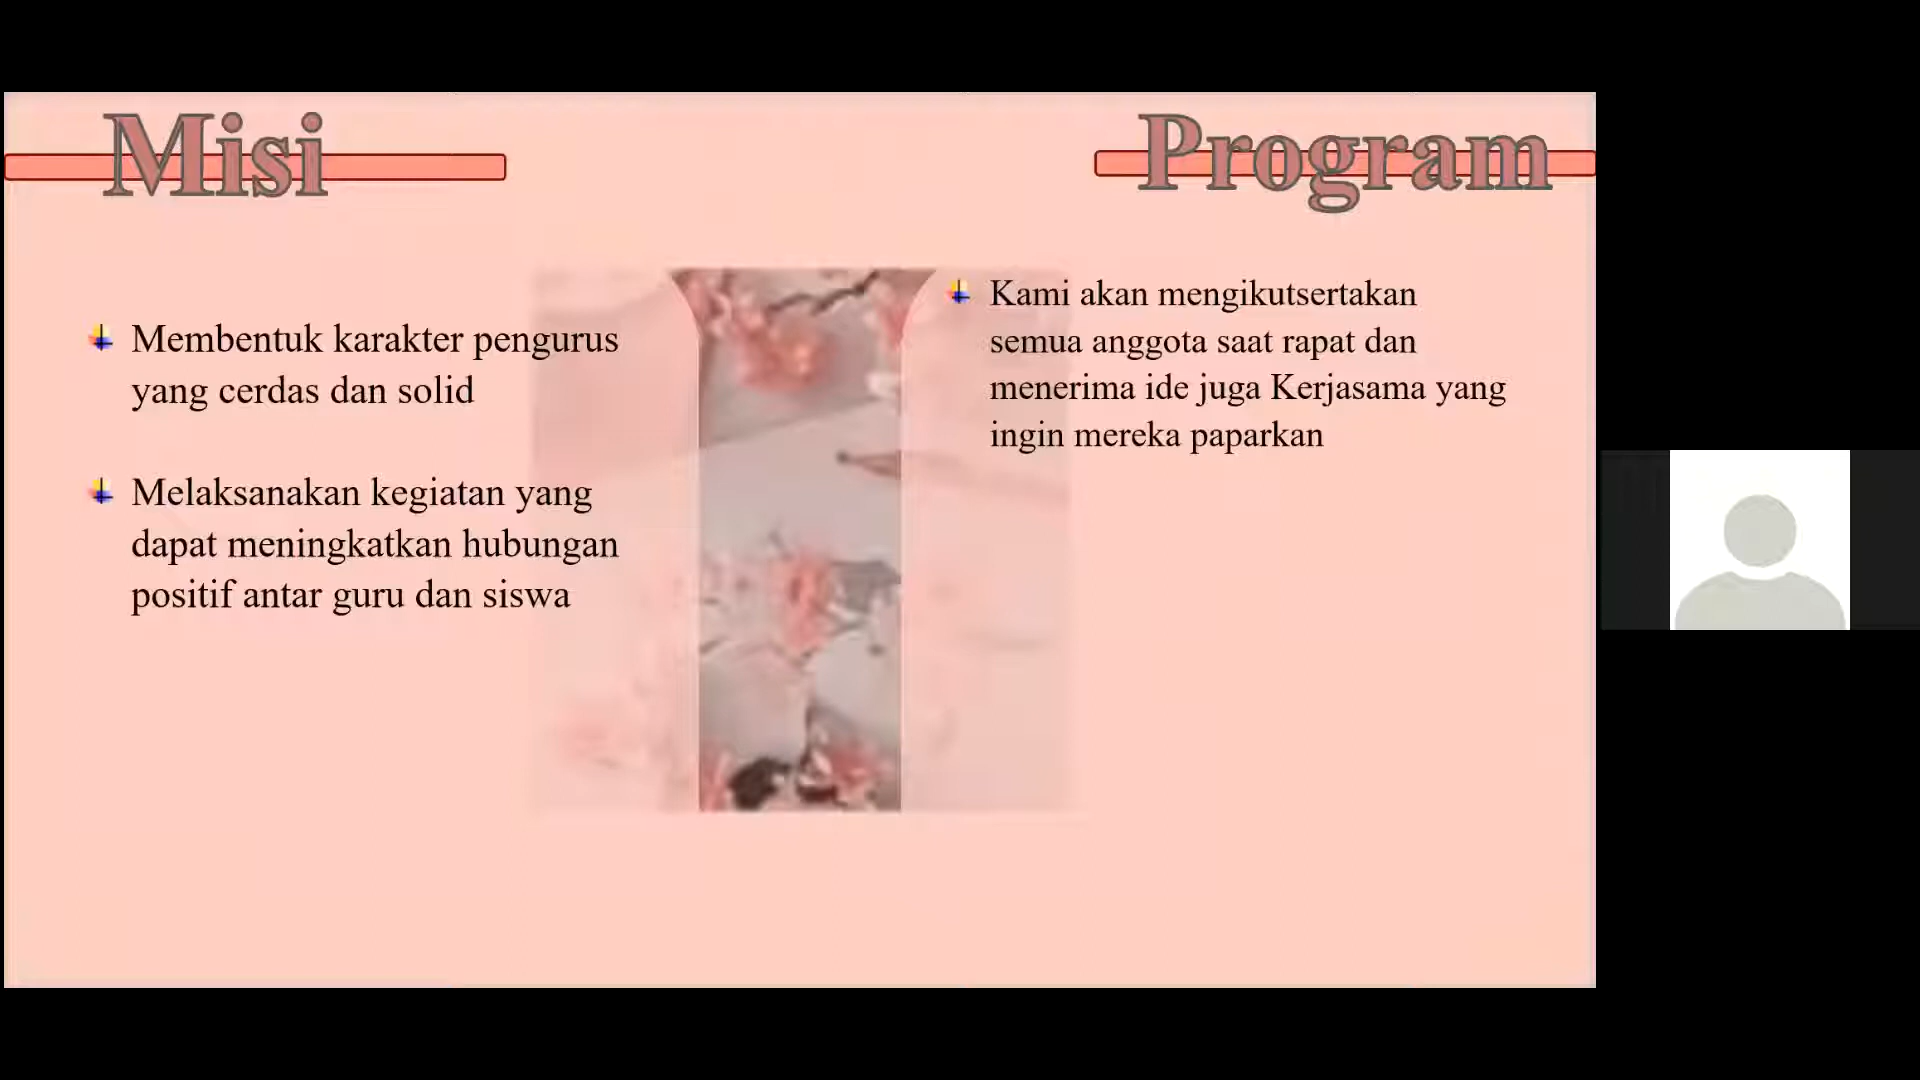 Misi
Membentuk karakter pengurus
yang cerdas dan solid
Melaksanakan kegiatan yang
dapat meningkatkan hubungan
positif antar guru dan siswa
Program
Kami akan mengikutsertakan
semua anggota saat rapat dan
menerima ide juga Kerjasama yang
ingin mereka paparkan